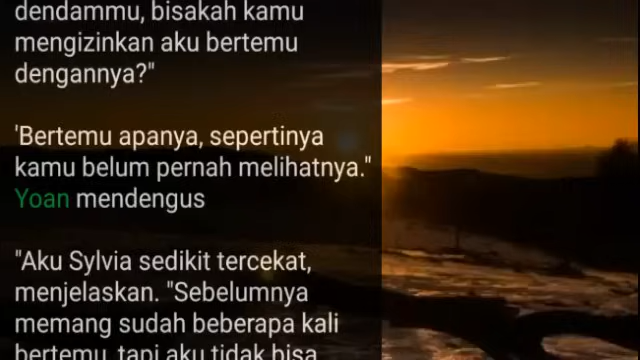 dendammu, bisakah kamu
mengizinkan aku bertemu
dengannya?"
'Bertemu apanya, sepertinya
kamu belum pernah melihatnya."
Yoan mendengus
"Aku Sylvia sedikit tercekat,
menjelaskan. "Sebelumnya
memang sudah beberapa kali
bertemu, tapi aku tidak bisa